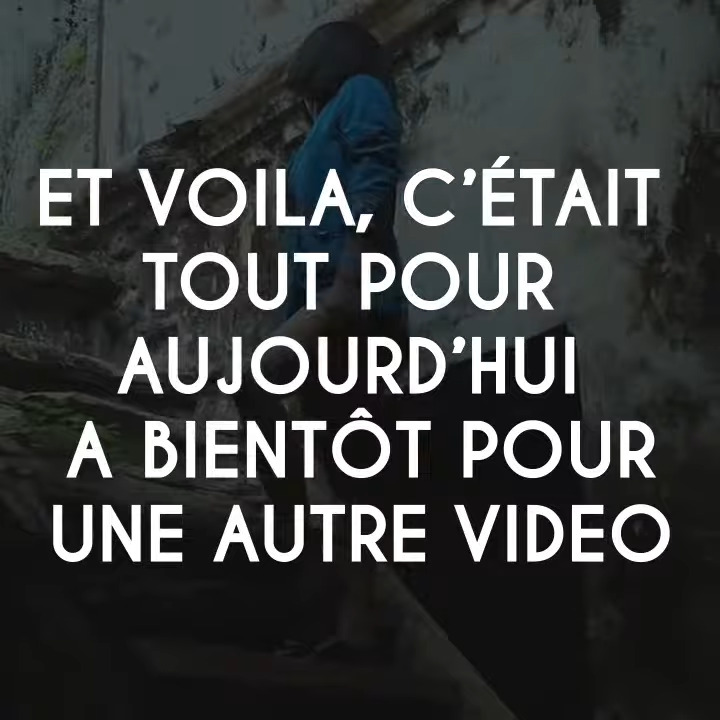 ET VOILA, C’ÉTAIT
TOUT POUR
AUJOURD’HUI
A BIENTÔT POUR
UNE AUTRE VIDEO